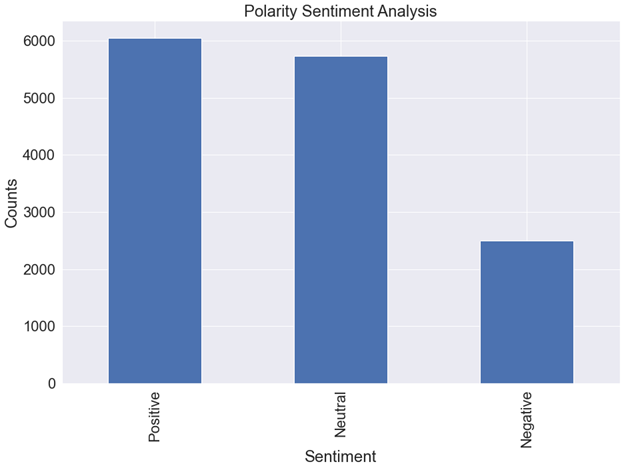 Polarity Sentiment Analysis
Counts
6000
5000
4000
3000
2000
1000
0
Positive
Neutral
Negative
Sentiment